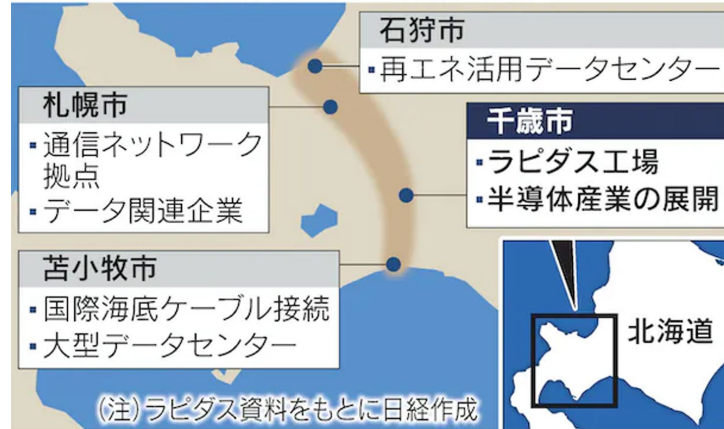 石狩市
▪再エネ活用データセンター
札幌市
▪通信ネットワーク
拠点
▪データ関連企業
千歳市
▪ラピダス工場
▪半導体産業の展開
苫小牧市
▪国際海底ケーブル接続
▪大型データセンター
北海道
(注)ラピダス資料をもとに日経作成